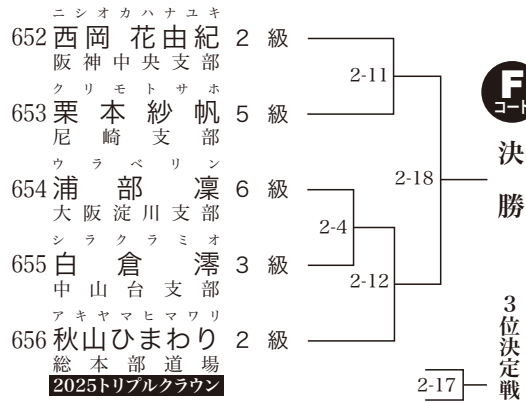 ニシオカハナユキ
652 西岡 花由紀 2 級
阪神中央支部
クリモトサホ
653 栗本紗帆 5 級
尼崎支部
ウラベリン
654 浦部凜 6 級
大阪淀川支部
シラクラミオ
655 白倉澪 3 級
中山台支部
アキヤマヒマワリ
656 秋山ひまわり 2 級
総本部道場
2025トリプルクラウン
2-11
2-4
2-12
2-18
F
コート
決勝
3位決定戦
2-17